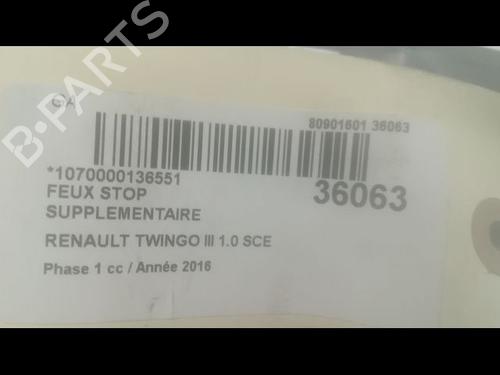 B-PARTS
80901601 36063
*1070000136551
36063
FEUX STOP
SUPPLEMENTAIRE
RENAULT TWINGO III 1.0 SCE
Phase 1 cc / Année 2016